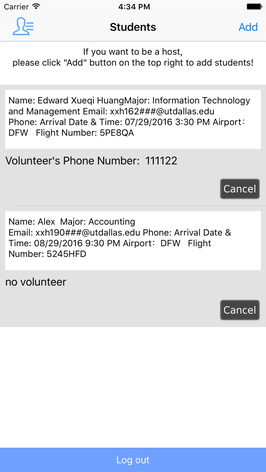 Carrier 4:34 PM
Students Add
If you want to be a host,
please click "Add" button on the top right to add students!
Name: Edward Xueqi HuangMajor: Information Technology
and Management Email: xxh162###@utdallas.edu
Phone: Arrival Date & Time: 07/29/2016 3:30 PM Airport:
DFW Flight Number: 5PE8QA
Volunteer's Phone Number: 111122
Cancel
Name: Alex Major: Accounting
Email: xxh190###@utdallas.edu Phone: Arrival Date &
Time: 08/29/2016 9:30 PM Airport: DFW Flight
Number: 5245HFD
no volunteer
Cancel
Log out